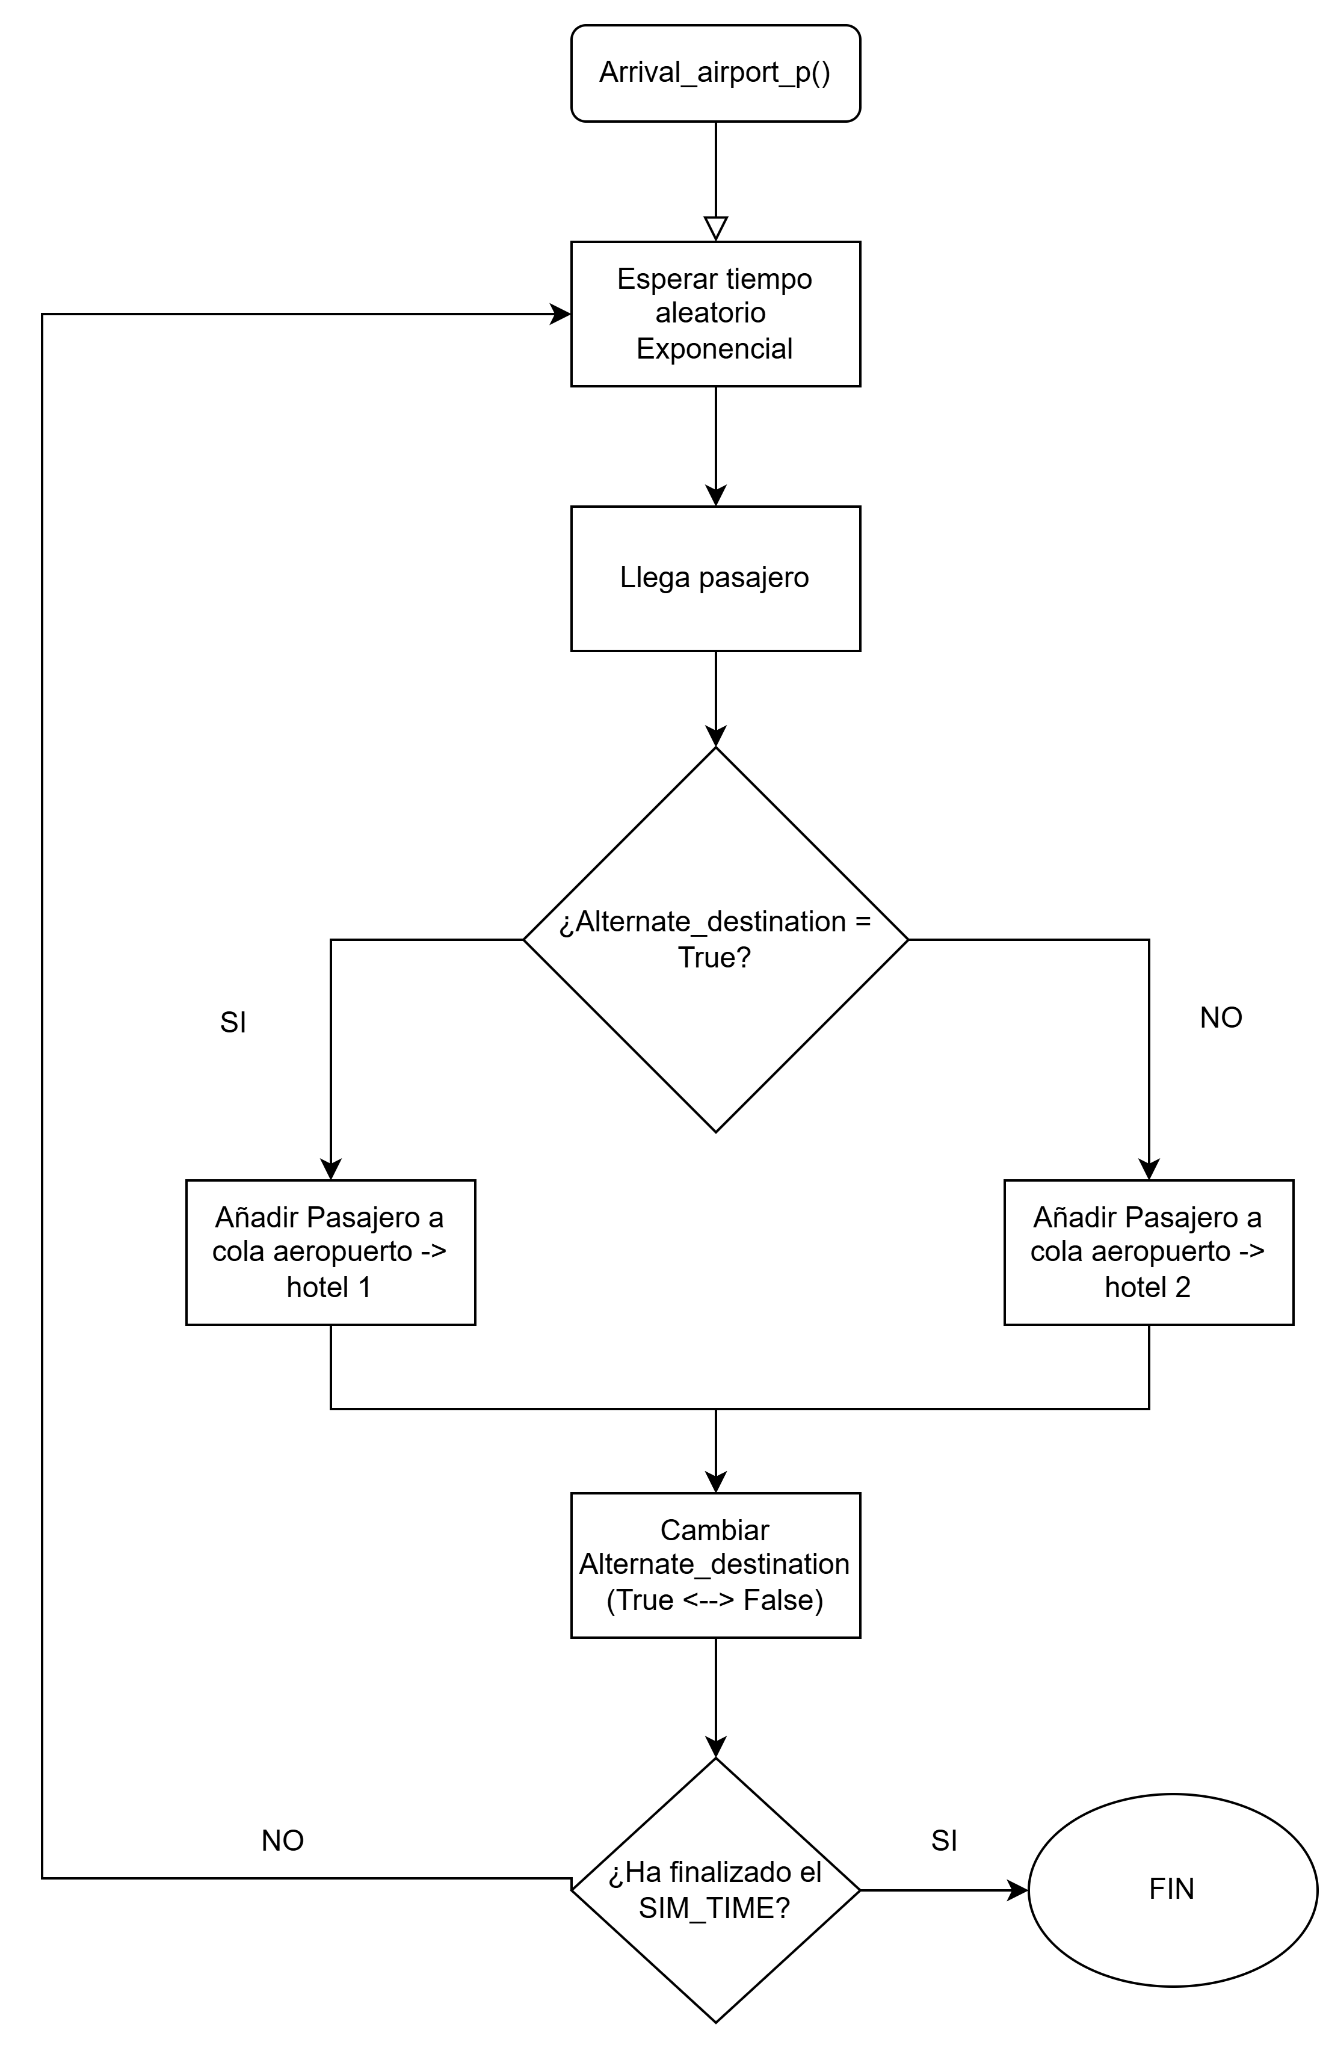 Arrival_airport_p()
Esperar tiempo
aleatorio
Exponencial
Llega pasajero
¿Alternate_destination =
True?
SI
NO
Añadir Pasajero a
cola aeropuerto ->
hotel 1
Añadir Pasajero a
cola aeropuerto ->
hotel 2
Cambiar
Alternate_destination
(True <--> False)
NO
¿Ha finalizado el
SIM_TIME?
SI
FIN